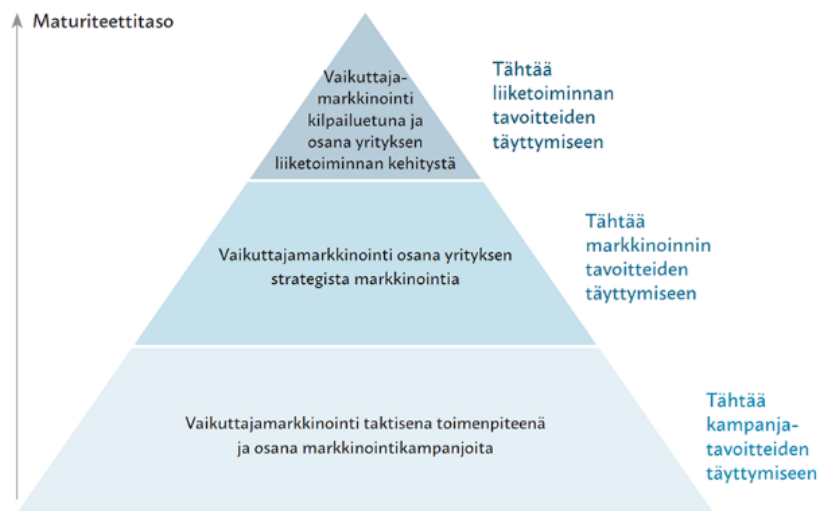 Maturiteettitaso
Vaikuttaja-
markkinointi
kilpailuetuna ja
osana yrityksen
liiketoiminnan kehitystä
Tähtää
liiketoiminnan
tavoitteiden
täyttymiseen
Vaikuttajamarkkinointi osana yrityksen
strategista markkinointia
Tähtää
markkinoinnin
tavoitteiden
täyttymiseen
Vaikuttajamarkkinointi taktisena toimenpiteenä
ja osana markkinointikampanjoita
Tähtää
kampanja-
tavoitteiden
täyttymiseen